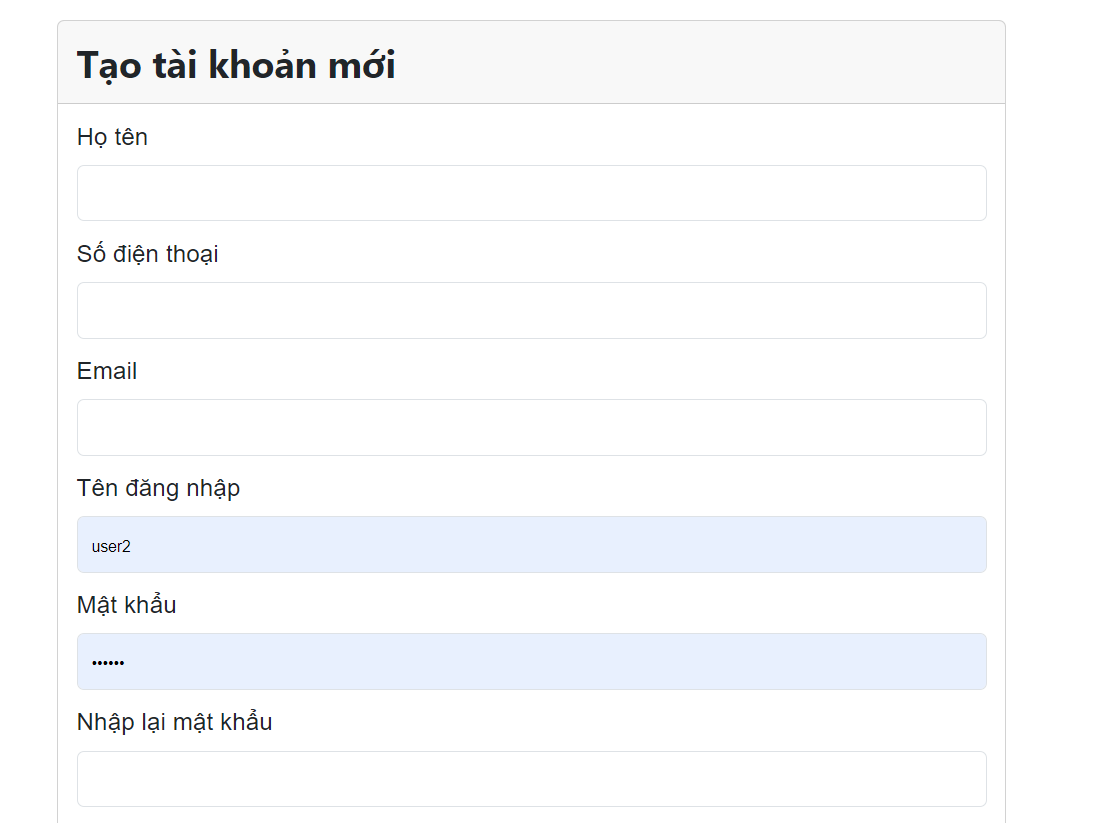 Tạo tài khoản mới
Họ tên
Số điện thoại
Email
Tên đăng nhập
user2
Mật khẩu
••••••
Nhập lại mật khẩu